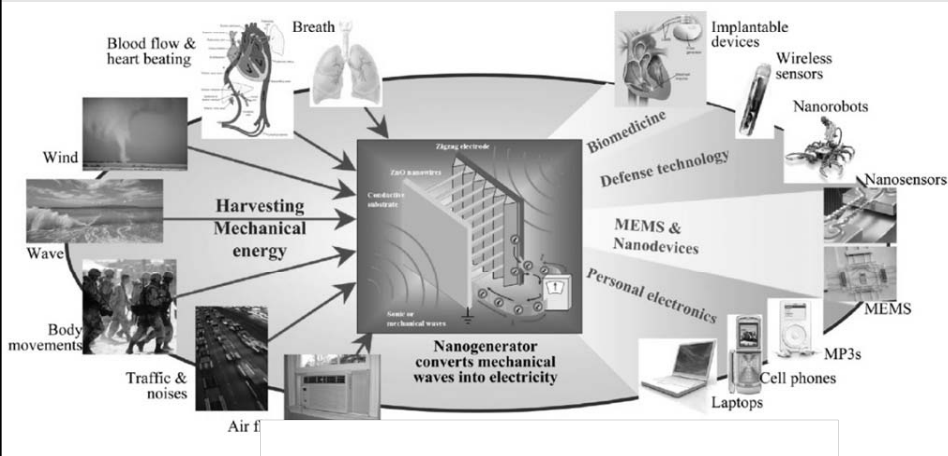 Breath
Blood flow &
heart beating
Implantable
devices
Wireless
sensors
Nanorobots
Nanosensors
MEMS
MP3s
Cell phones
Laptops
Wind
Wave
Body
movements
Traffic &
noises
Air
Harvesting
Mechanical
energy
Zigzag electrode
ZnO nanowires
Conductive
substrate
Sonic or
mechanical waves
Nanogenerator
converts mechanical
waves into electricity
Biomedicine
Defense technology
MEMS &
Nanodevices
Personal electronics